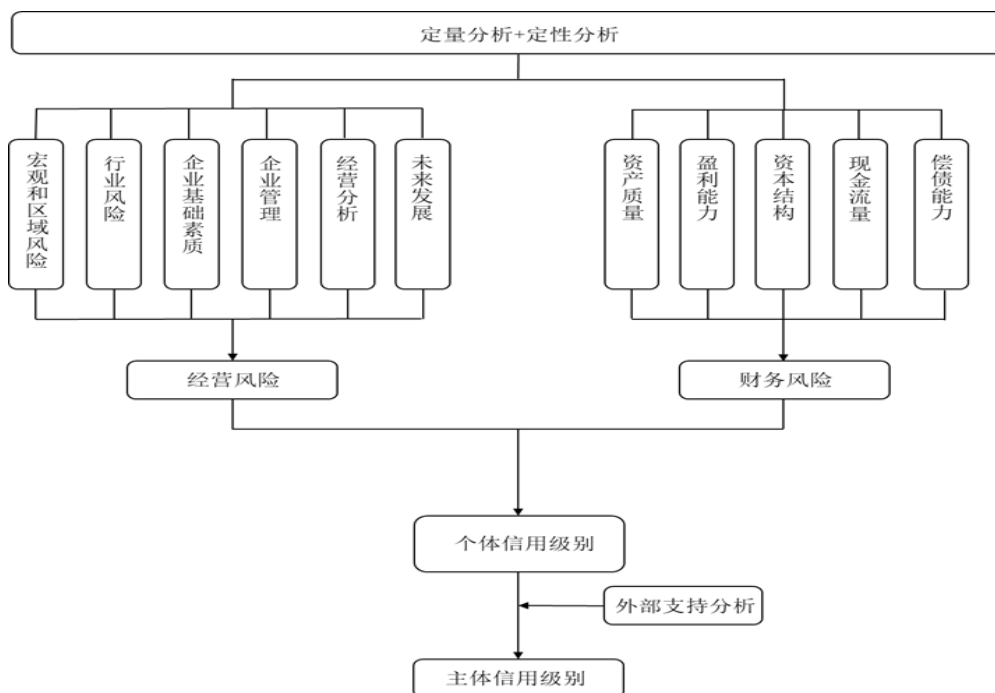 定量分析+定性分析
宏观和区域风险
行业风险
企业基础素质
企业管理
经营分析
未来发展
资产质量
盈利能力
资本结构
现金流量
偿债能力
经营风险
财务风险
个体信用级别
外部支持分析
主体信用级别